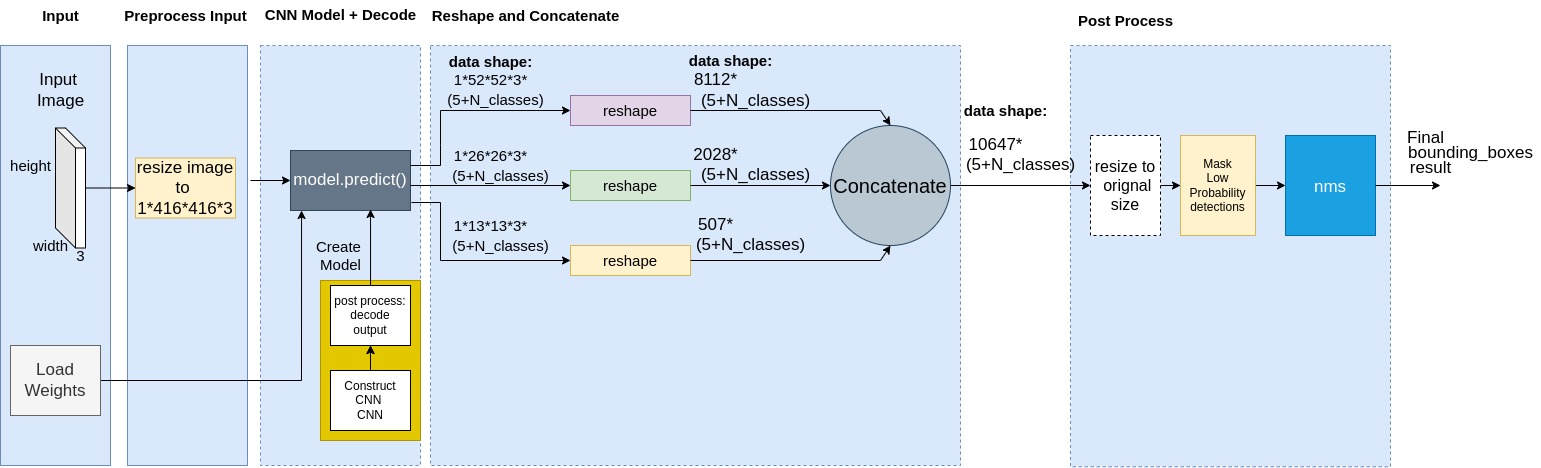 Input
Preprocess Input
CNN Model + Decode
Reshape and Concatenate
Post Process
Input
Image
height
width
3
Load
Weights
resize image
to
1*416*416*3
model.predict()
Create
Model
post process:
decode
output
Construct
CNN
CNN
data shape:
1*52*52*3*
(5+N_classes)
1*26*26*3*
(5+N_classes)
1*13*13*3*
(5+N_classes)
reshape
reshape
reshape
data shape:
8112*
(5+N_classes)
2028*
(5+N_classes)
507*
(5+N_classes)
Concatenate
data shape:
10647*
(5+N_classes)
resize to
orignal
size
Mask
Low
Probability
detections
nms
Final
bounding_boxes
result